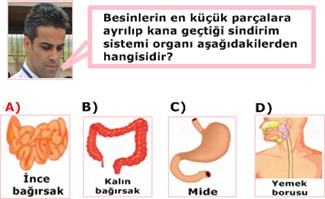 Besinlerin en küçük parçalara
ayrılıp kana geçtiği sindirim
sistemi organı aşağıdakilerden
hangisidir?
A) B) C) D)
İnce
bağırsak
Kalın
bağırsak
Mide
Yemek
borusu